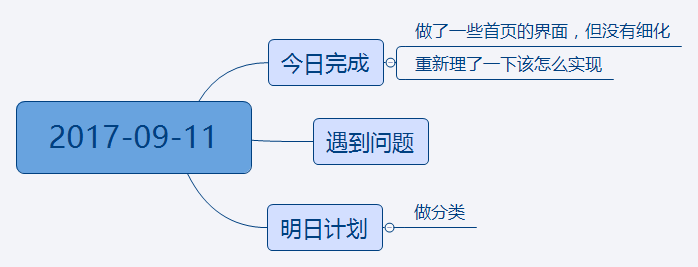 2017-09-11
今日完成
做了一些首页的界面，但没有细化
重新理了一下该怎么实现
遇到问题
明日计划
做分类